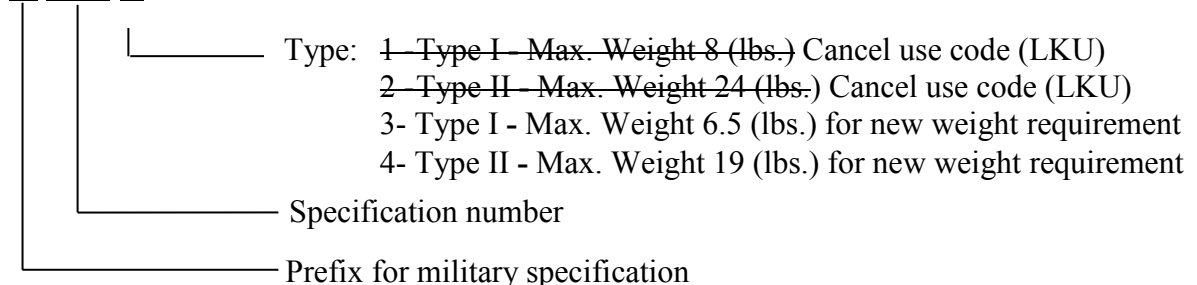 Type: 1 -Type I - Max. Weight 8 (lbs.) Cancel use code (LKU)
2 -Type II - Max. Weight 24 (lbs.) Cancel use code (LKU)
3- Type I - Max. Weight 6.5 (lbs.) for new weight requirement
4- Type II - Max. Weight 19 (lbs.) for new weight requirement
Specification number
Prefix for military specification